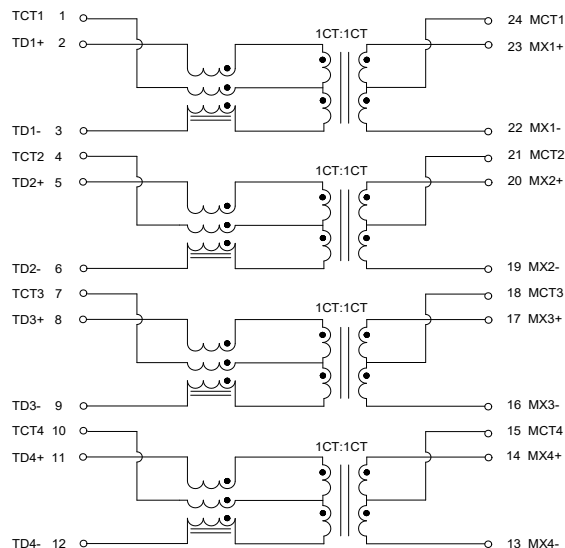 TCT1 1 1CT:1CT 24 MCT1
TD1+ 2 23 MX1+
TD1- 3 22 MX1-
TCT2 4 21 MCT2
TD2+ 5 1CT:1CT 20 MX2+
TD2- 6 19 MX2-
TCT3 7 18 MCT3
TD3+ 8 1CT:1CT 17 MX3+
TD3- 9 16 MX3-
TCT4 10 15 MCT4
TD4+ 11 1CT:1CT 14 MX4+
TD4- 12 13 MX4-